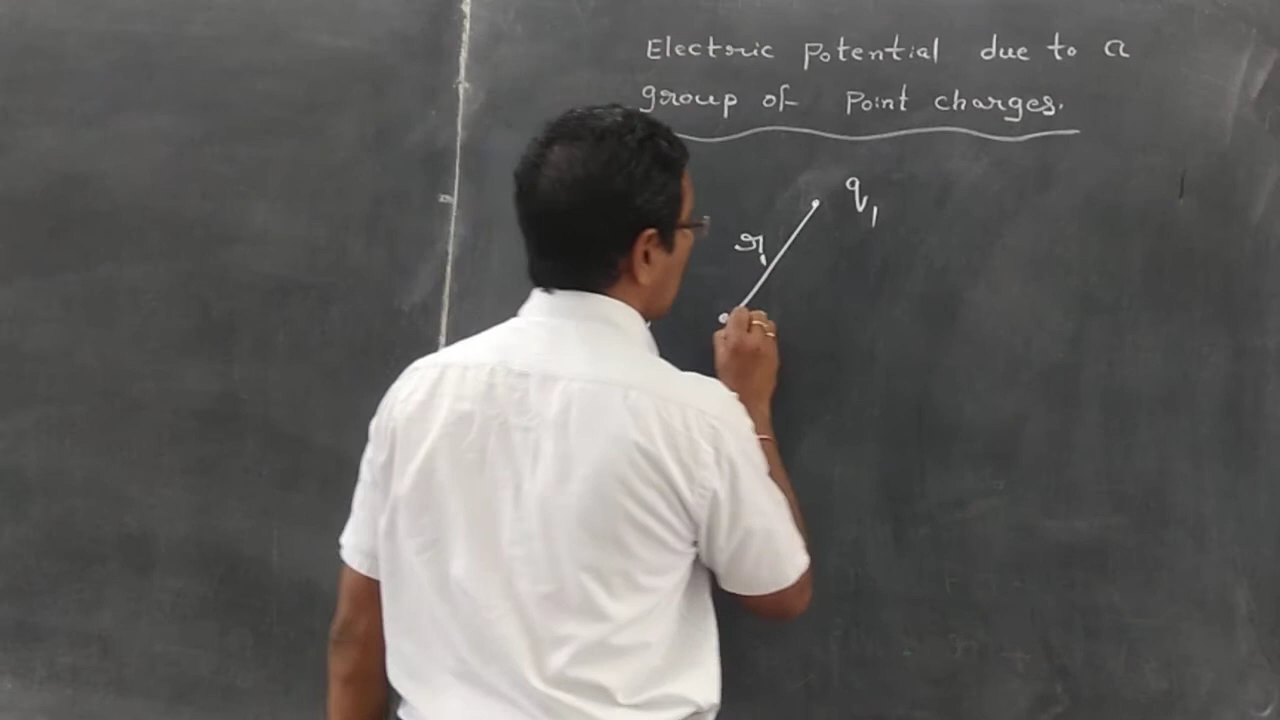 Electric Potential due to a
group of Point charges.
q1
r1